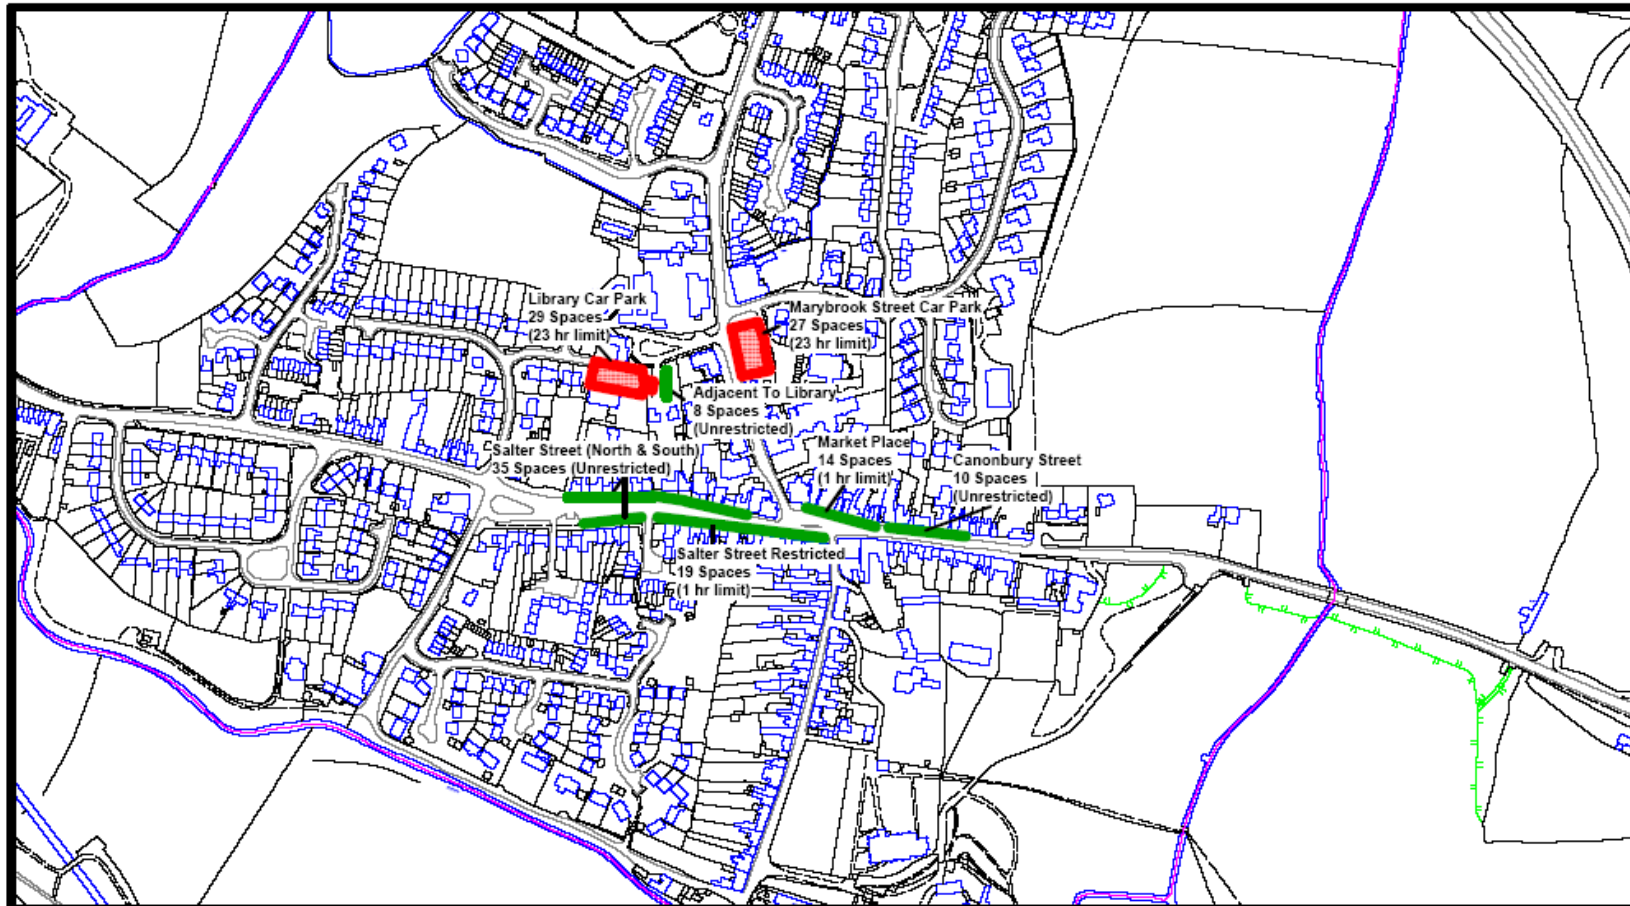 Library Car Park
29 Spaces
(23 hr limit)
Marybrook Street Car Park
27 Spaces
(23 hr limit)
Adjacent To Library
8 Spaces
(Unrestricted)
Salter Street (North & South)
35 Spaces (Unrestricted)
Market Place
14 Spaces
(1 hr limit)
Canonbury Street
10 Spaces
(Unrestricted)
Salter Street Restricted
19 Spaces
(1 hr limit)